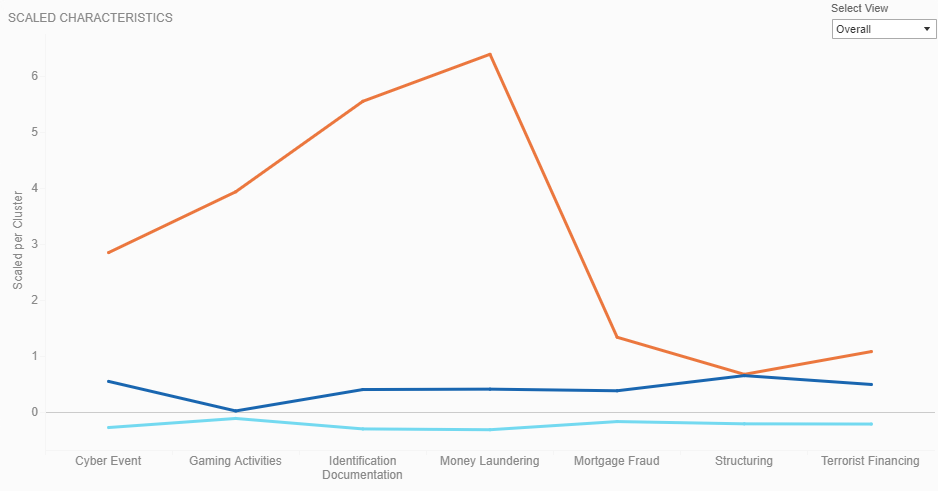 SCALED CHARACTERISTICS
Select View
Overall
Scaled per Cluster
6
5
4
3
2
1
0
Cyber Event
Gaming Activities
Identification
Documentation
Money Laundering
Mortgage Fraud
Structuring
Terrorist Financing